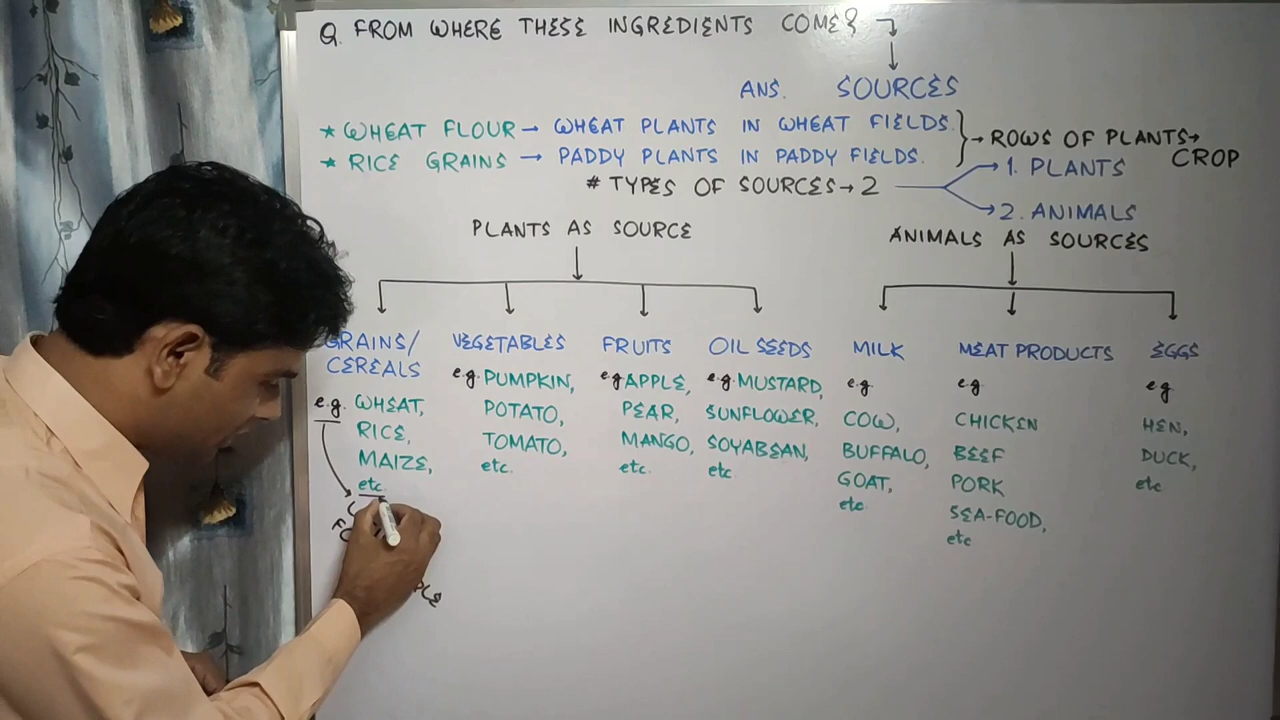 Q. FROM WHERE THESE INGREDIENTS COME?
ANS. SOURCES
* WHEAT FLOUR → WHEAT PLANTS IN WHEAT FIELDS.
* RICE GRAINS → PADDY PLANTS IN PADDY FIELDS.
→ ROWS OF PLANTS →
CROP
# TYPES OF SOURCES → 2
1. PLANTS
2. ANIMALS
PLANTS AS SOURCE
ANIMALS AS SOURCES
GRAINS/
CEREALS
e.g. WHEAT,
RICE,
MAIZE,
etc
VEGETABLES
e.g. PUMPKIN,
POTATO,
TOMATO,
etc.
FRUITS
e.g APPLE,
PEAR,
MANGO,
etc.
OIL SEEDS
e.g. MUSTARD,
SUNFLOWER,
SOYABEAN,
etc
MILK
e.g
COW,
BUFFALO,
GOAT,
etc.
MEAT PRODUCTS
e.g
CHICKEN
BEEF
PORK
SEA-FOOD,
etc
EGGS
e.g
HEN,
DUCK,
etc